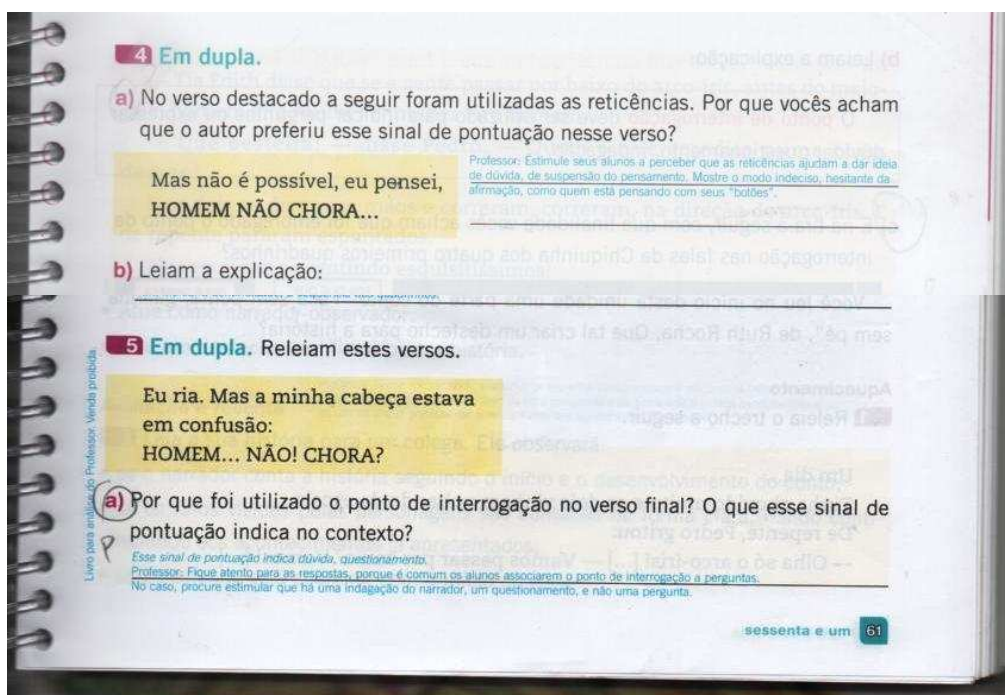 4 Em dupla.
a) No verso destacado a seguir foram utilizadas as reticências. Por que vocês acham
que o autor preferiu esse sinal de pontuação nesse verso?
Mas não é possível, eu pensei,
HOMEM NÃO CHORA...
Professor: Estimule seus alunos a perceber que as reticências ajudam a dar ideia
de dúvida, de suspensão do pensamento. Mostre o modo indeciso, hesitante da
afirmação, como quem está pensando com seus "botões".
b) Leiam a explicação:
5 Em dupla. Releiam estes versos.
Eu ria. Mas a minha cabeça estava
em confusão:
HOMEM... NÃO! CHORA?
a) Por que foi utilizado o ponto de interrogação no verso final? O que esse sinal de
pontuação indica no contexto?
P
Esse sinal de pontuação indica dúvida, questionamento.
Professor: Fique atento para as respostas, porque é comum os alunos associarem o ponto de interrogação a perguntas.
No caso, procure estimular que há uma indagação do narrador, um questionamento, e não uma pergunta.
Livro para análise do Professor. Venda proibida.
sessenta e um 61